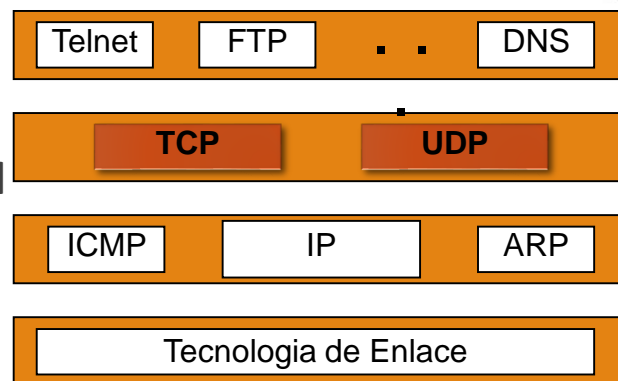 Telnet FTP . . . DNS
TCP UDP
ICMP IP ARP
Tecnologia de Enlace